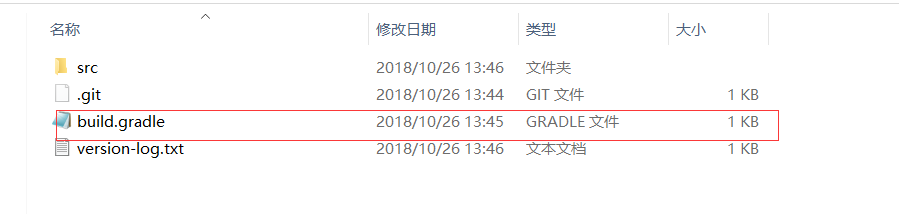 名称 修改日期 类型 大小
src 2018/10/26 13:46 文件夹
.git 2018/10/26 13:44 GIT 文件 1 KB
build.gradle 2018/10/26 13:45 GRADLE 文件 1 KB
version-log.txt 2018/10/26 13:46 文本文档 1 KB